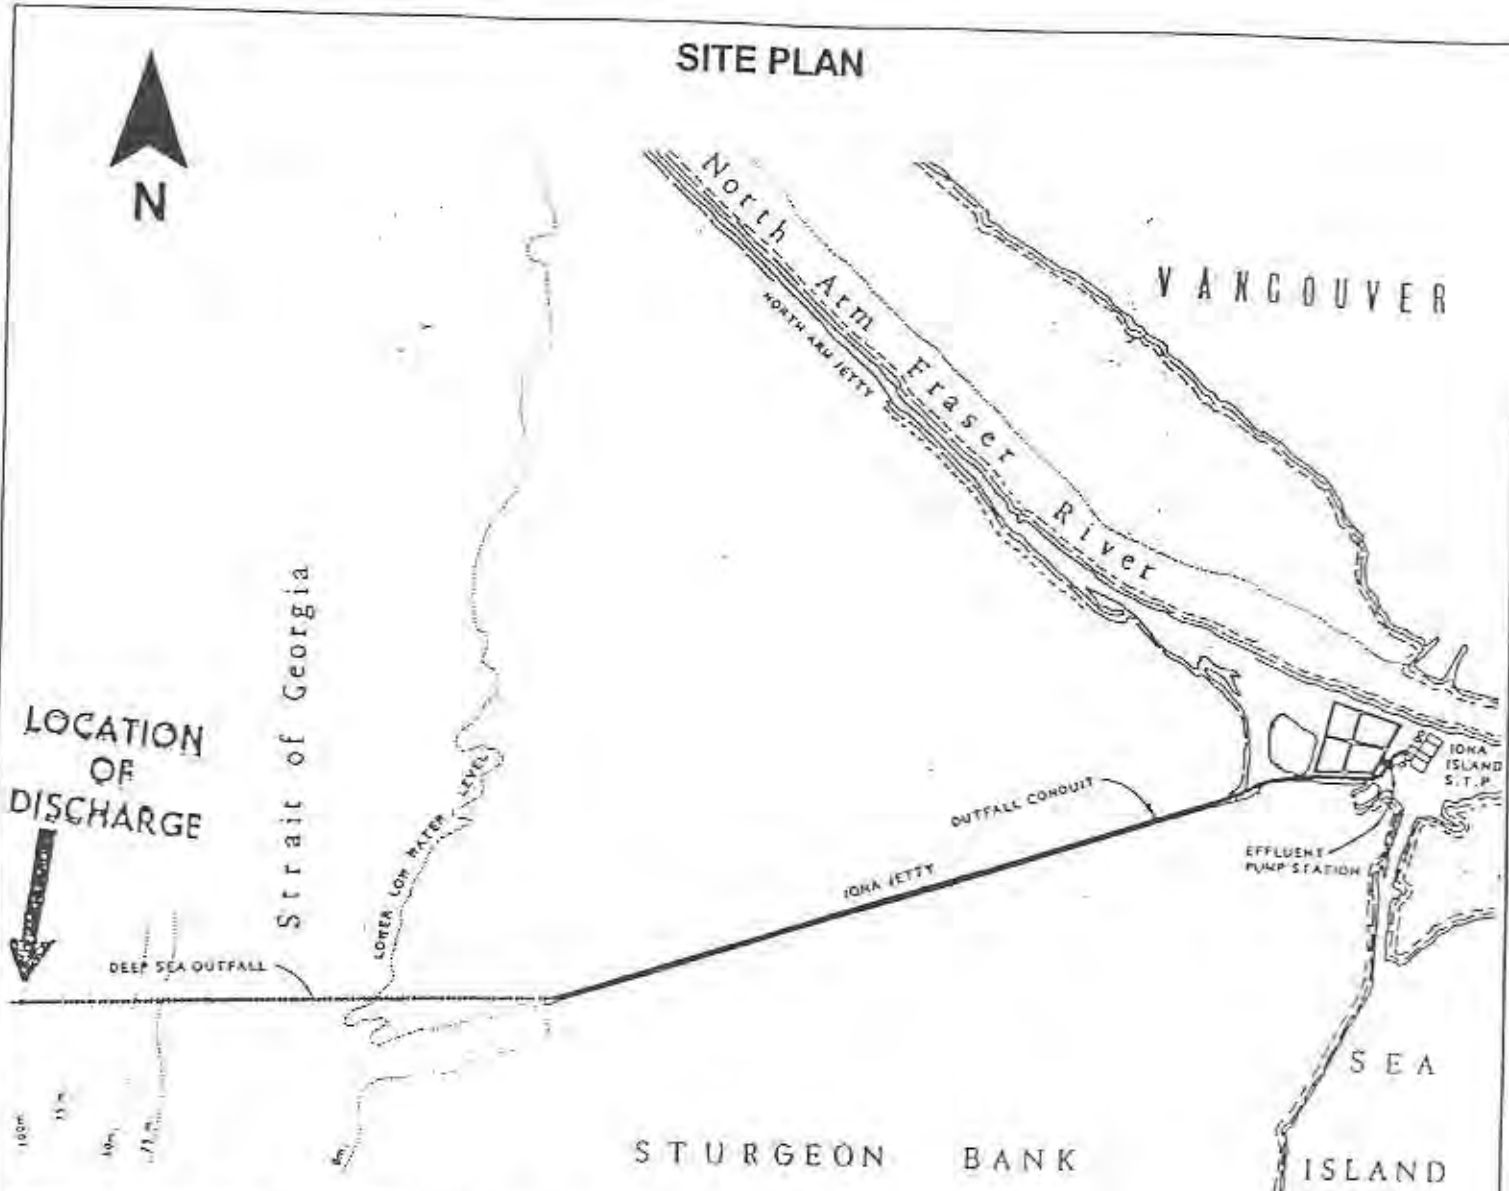 SITE PLAN
N
North Arm Fraser River
NORTH ARM JETTY
VANCOUVER
Strait of Georgia
LOCATION
OF
DISCHARGE
LOWER LOW WATER LEVEL
DEEP SEA OUTFALL
OUTFALL CONDUIT
IONA JETTY
IONA
ISLAND
S.T.P.
EFFLUENT
PUMP STATION
SEA
ISLAND
STURGEON BANK
100m